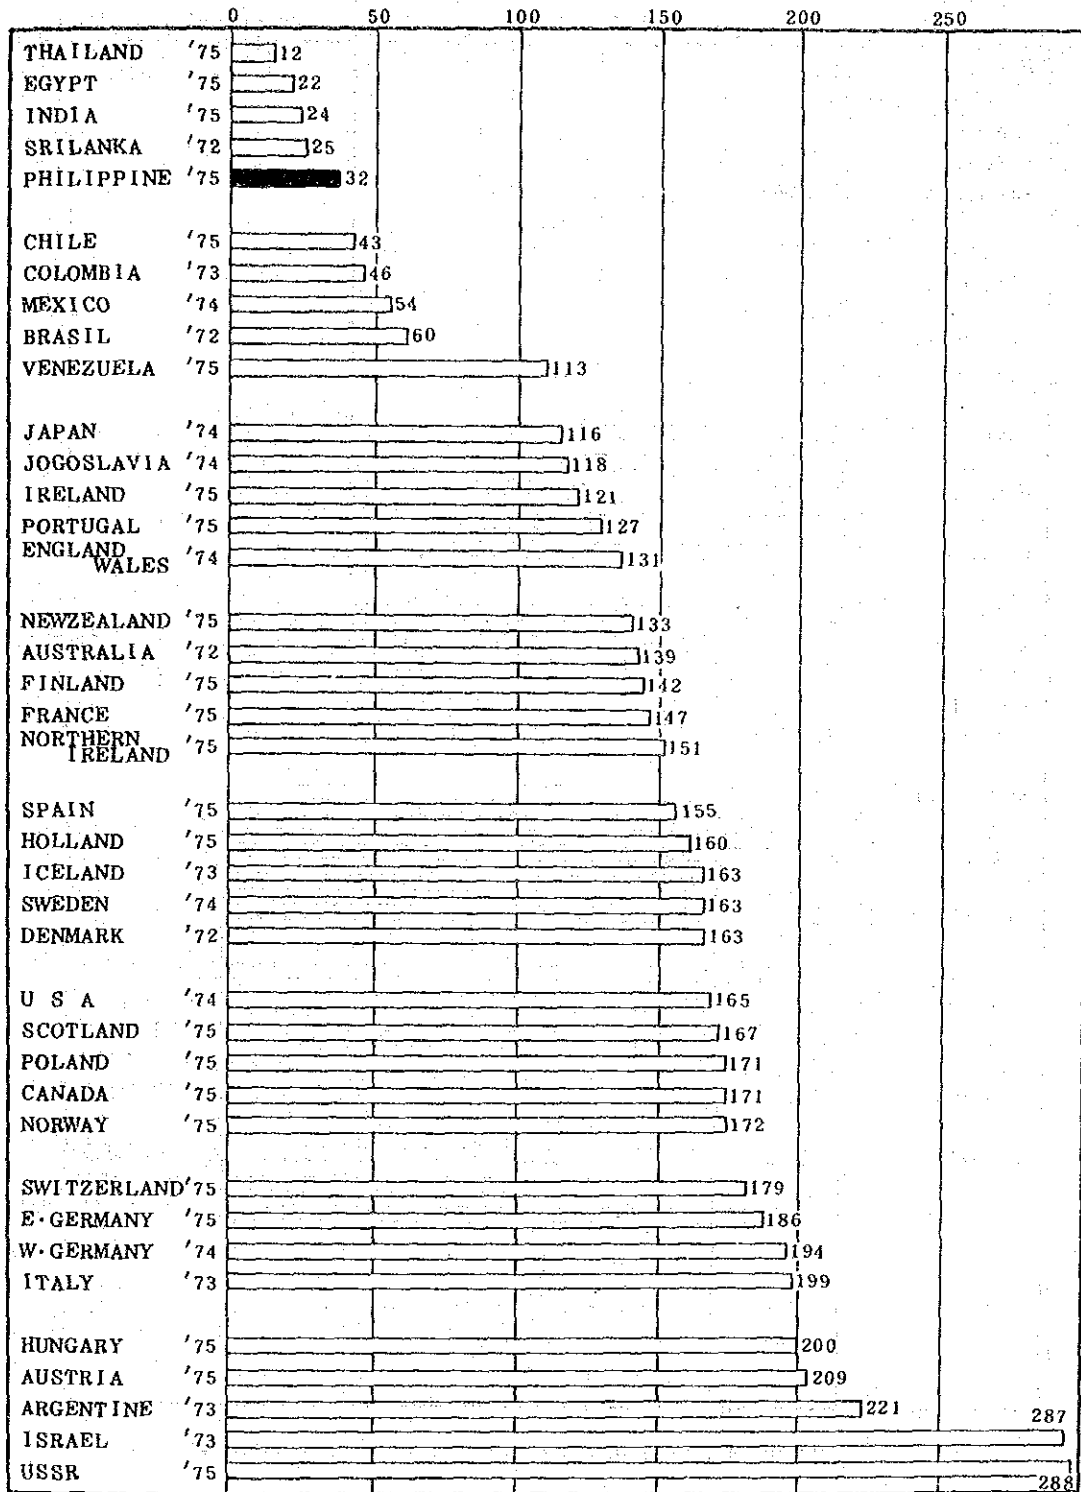 0 50 100 150 200 250
THAILAND '75 12
EGYPT '75 22
INDIA '75 24
SRILANKA '72 25
PHILIPPINE '75 32
CHILE '75 43
COLOMBIA '73 46
MEXICO '74 54
BRASIL '72 60
VENEZUELA '75 113
JAPAN '74 116
JOGOSLAVIA '74 118
IRELAND '75 121
PORTUGAL '75 127
ENGLAND
WALES '74 131
NEWZEALAND '75 133
AUSTRALIA '72 139
FINLAND '75 142
FRANCE '75 147
NORTHERN
IRELAND '75 151
SPAIN '75 155
HOLLAND '75 160
ICELAND '73 163
SWEDEN '74 163
DENMARK '72 163
U S A '74 165
SCOTLAND '75 167
POLAND '75 171
CANADA '75 171
NORWAY '75 172
SWITZERLAND '75 179
E·GERMANY '75 186
W·GERMANY '74 194
ITALY '73 199
HUNGARY '75 200
AUSTRIA '75 209
ARGENTINE '73 221
ISRAEL '73 287
USSR '75 288